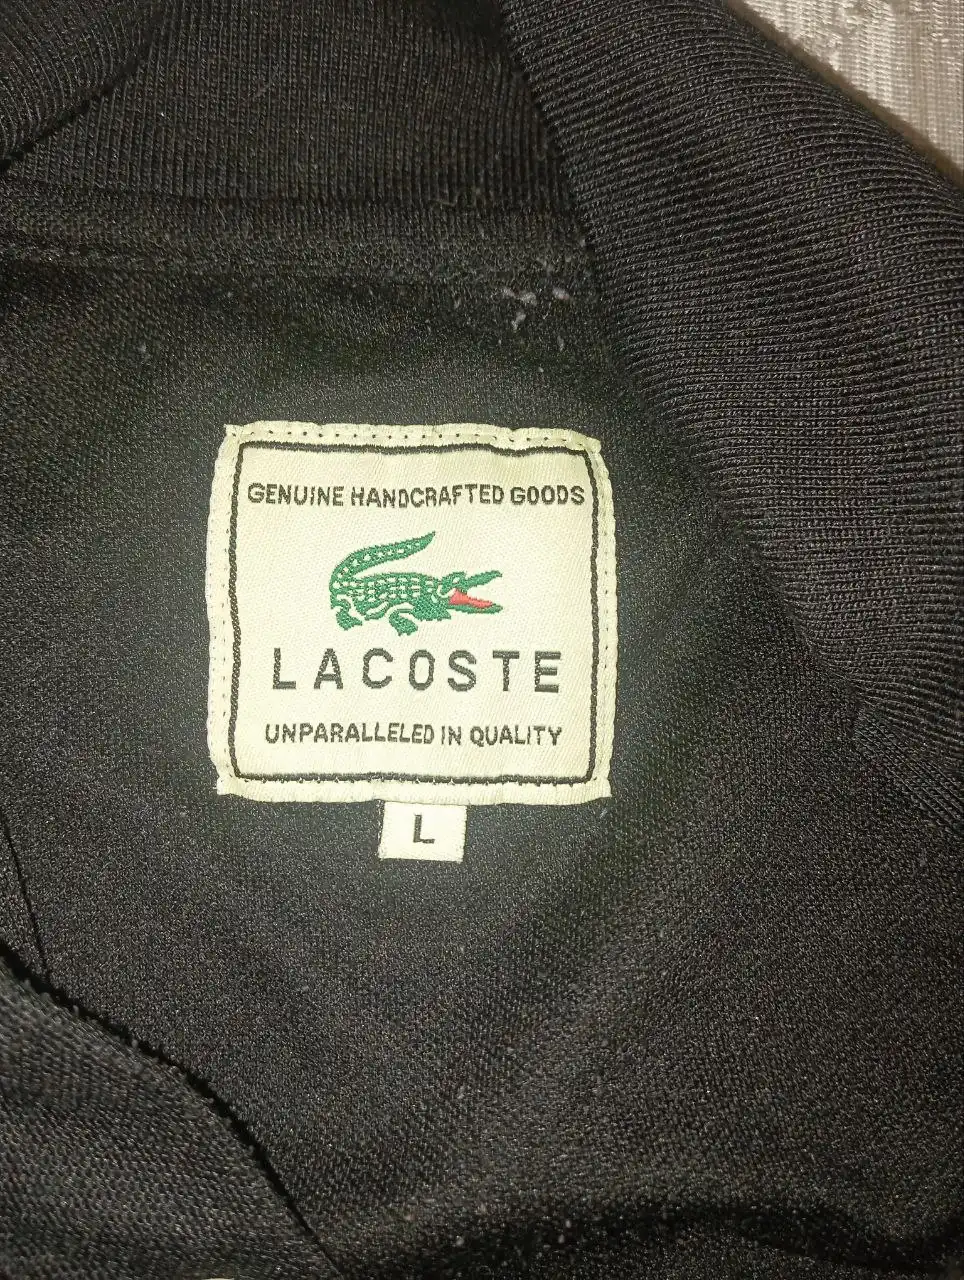 GENUINE HANDCRAFTED GOODS
LACOSTE
UNPARALLELED IN QUALITY
L